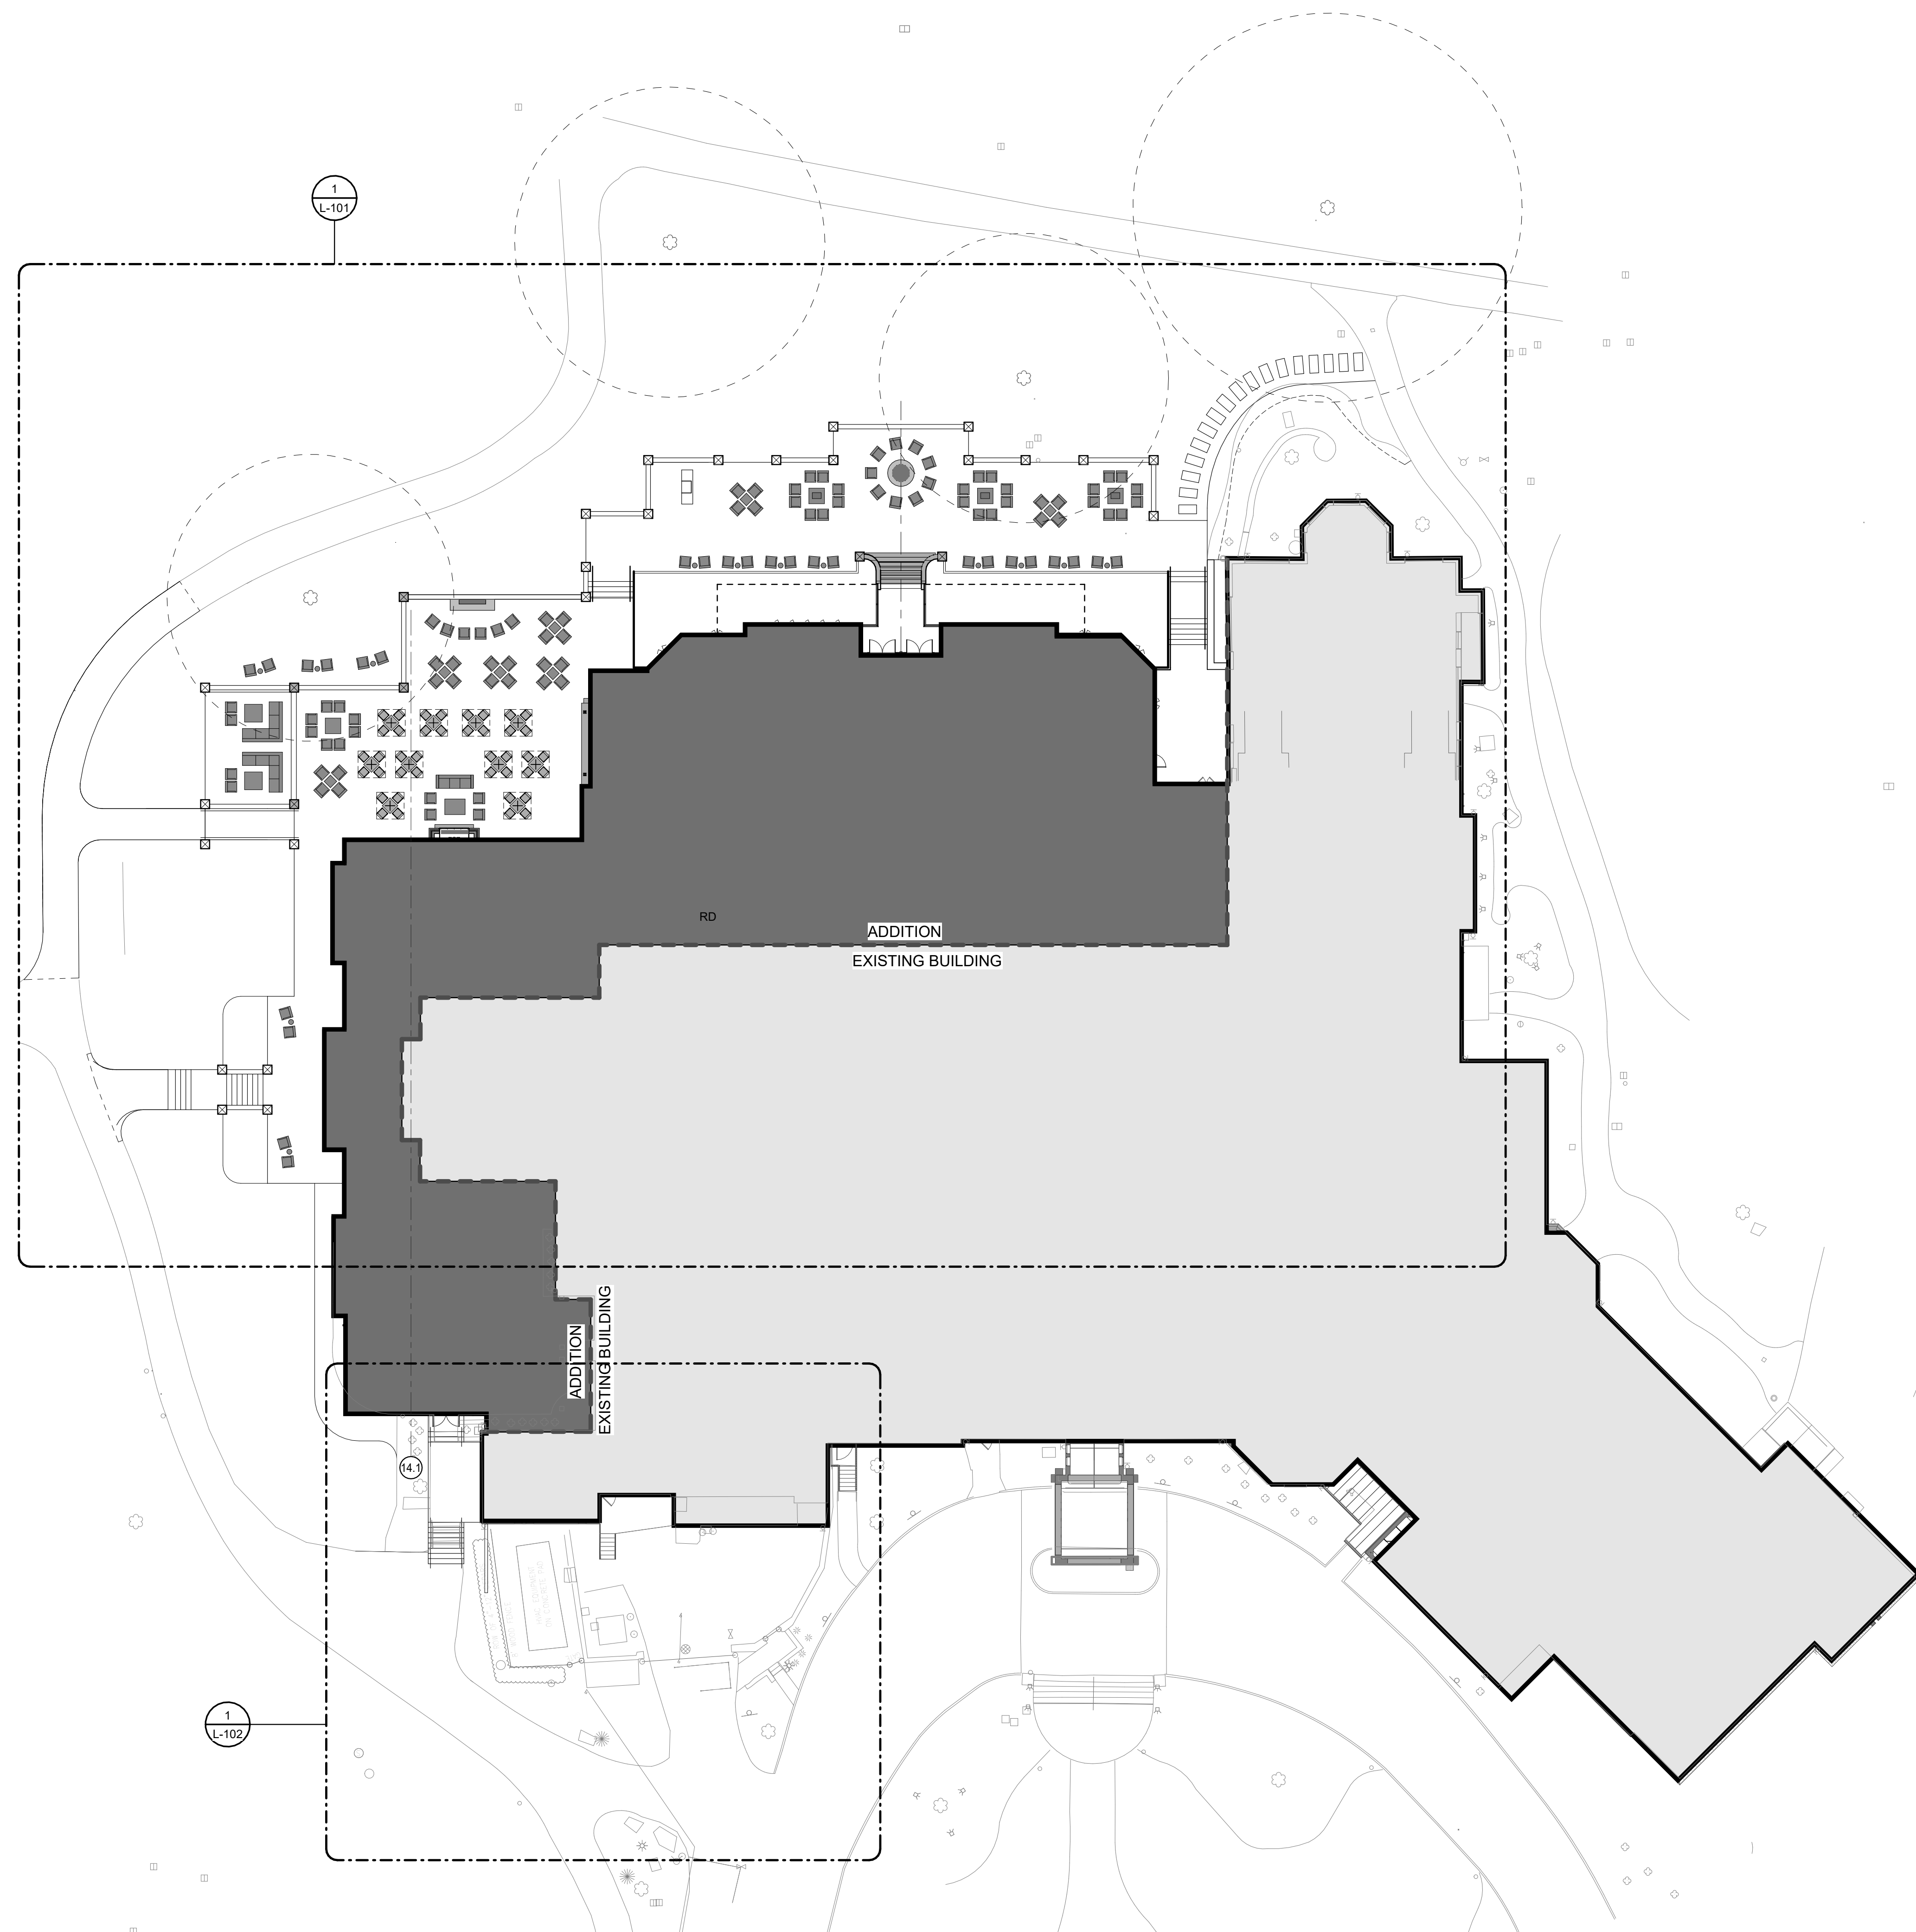 1
L-101
RD
ADDITION
EXISTING BUILDING
ADDITION
EXISTING BUILDING
14.1
1
L-102